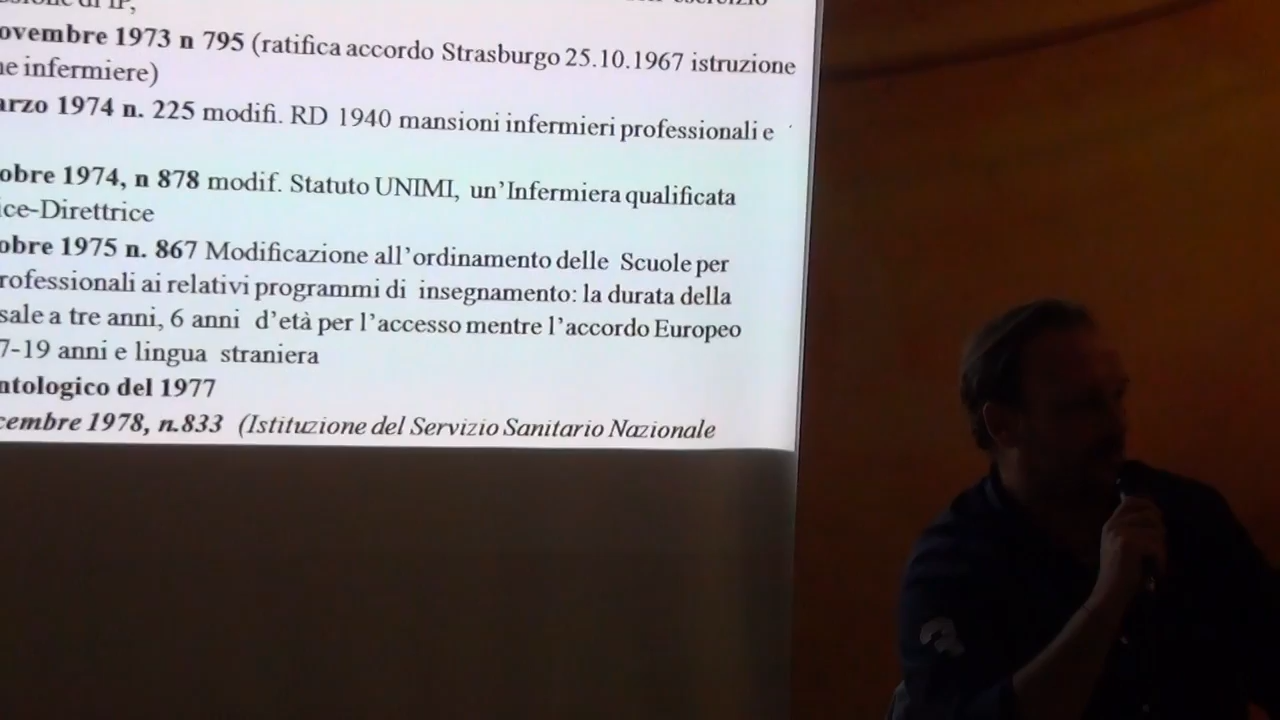 ovembre 1973 n 795 (ratifica accordo Strasburgo 25.10.1967 istruzione
ne infermiere)
arzo 1974 n. 225 modifi. RD 1940 mansioni infermieri professionali e
obre 1974, n 878 modif. Statuto UNIMI, un'Infermiera qualificata
ice-Direttrice
obre 1975 n. 867 Modificazione all'ordinamento delle Scuole per
rofessionali ai relativi programmi di insegnamento: la durata della
sale a tre anni, 6 anni d'età per l'accesso mentre l'accordo Europeo
7-19 anni e lingua straniera
ntologico del 1977
cembre 1978, n.833 (Istituzione del Servizio Sanitario Nazionale